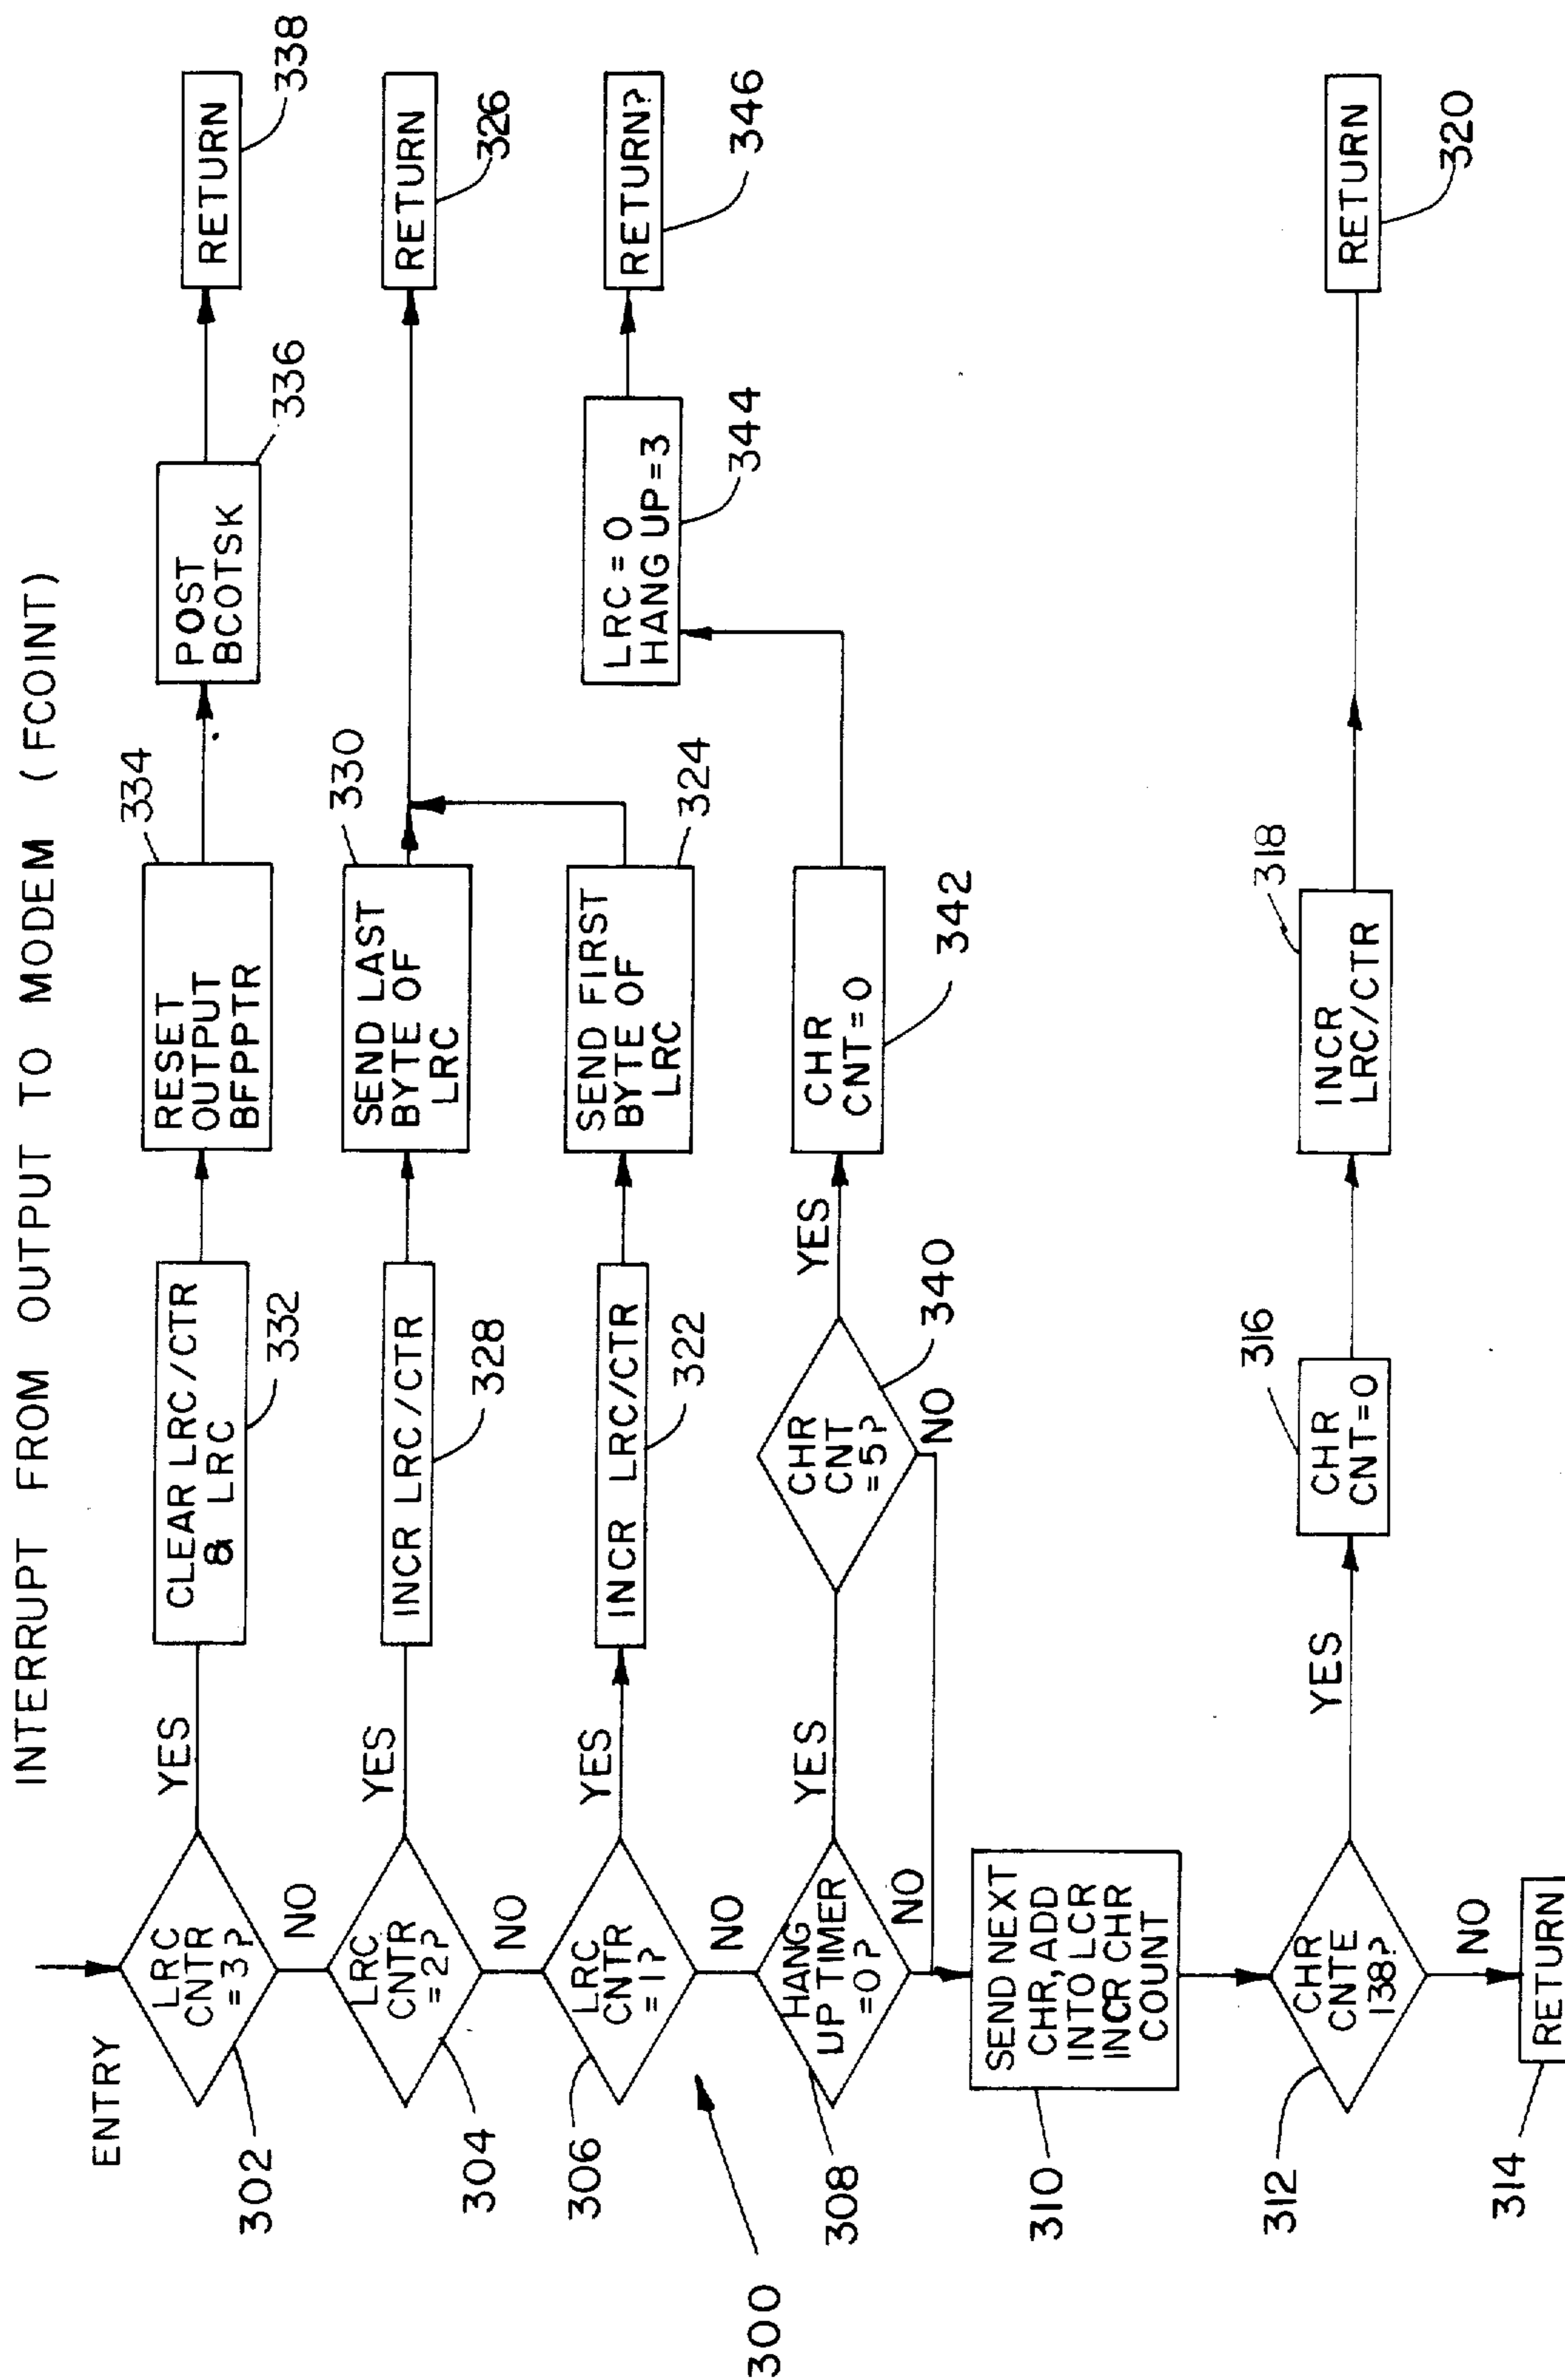 INTERRUPT FROM OUTPUT TO MODEM (FCOINT)
ENTRY
LRC
CNTR
=3?
302
YES
NO
CLEAR LRC/CTR
& LRC
332
RESET
OUTPUT
BFPPTR
334
POST
BCOTSK
336
RETURN
338
LRC
CNTR
=2?
304
YES
NO
INCR LRC/CTR
328
SEND LAST
BYTE OF
LRC
330
RETURN
326
LRC
CNTR
=1?
306
YES
NO
INCR LRC/CTR
322
SEND FIRST
BYTE OF
LRC
324
LRC=0
HANG UP=3
344
RETURN?
346
300
HANG
UP TIMER
=0?
308
YES
NO
CHR
CNT
=5?
340
YES
NO
CHR
CNT=0
342
SEND NEXT
CHR, ADD
INTO LCR
INCR CHR
COUNT
310
CHR
CNTE
138?
312
YES
NO
CHR
CNT=0
316
INCR
LRC/CTR
318
RETURN
320
RETURN
314